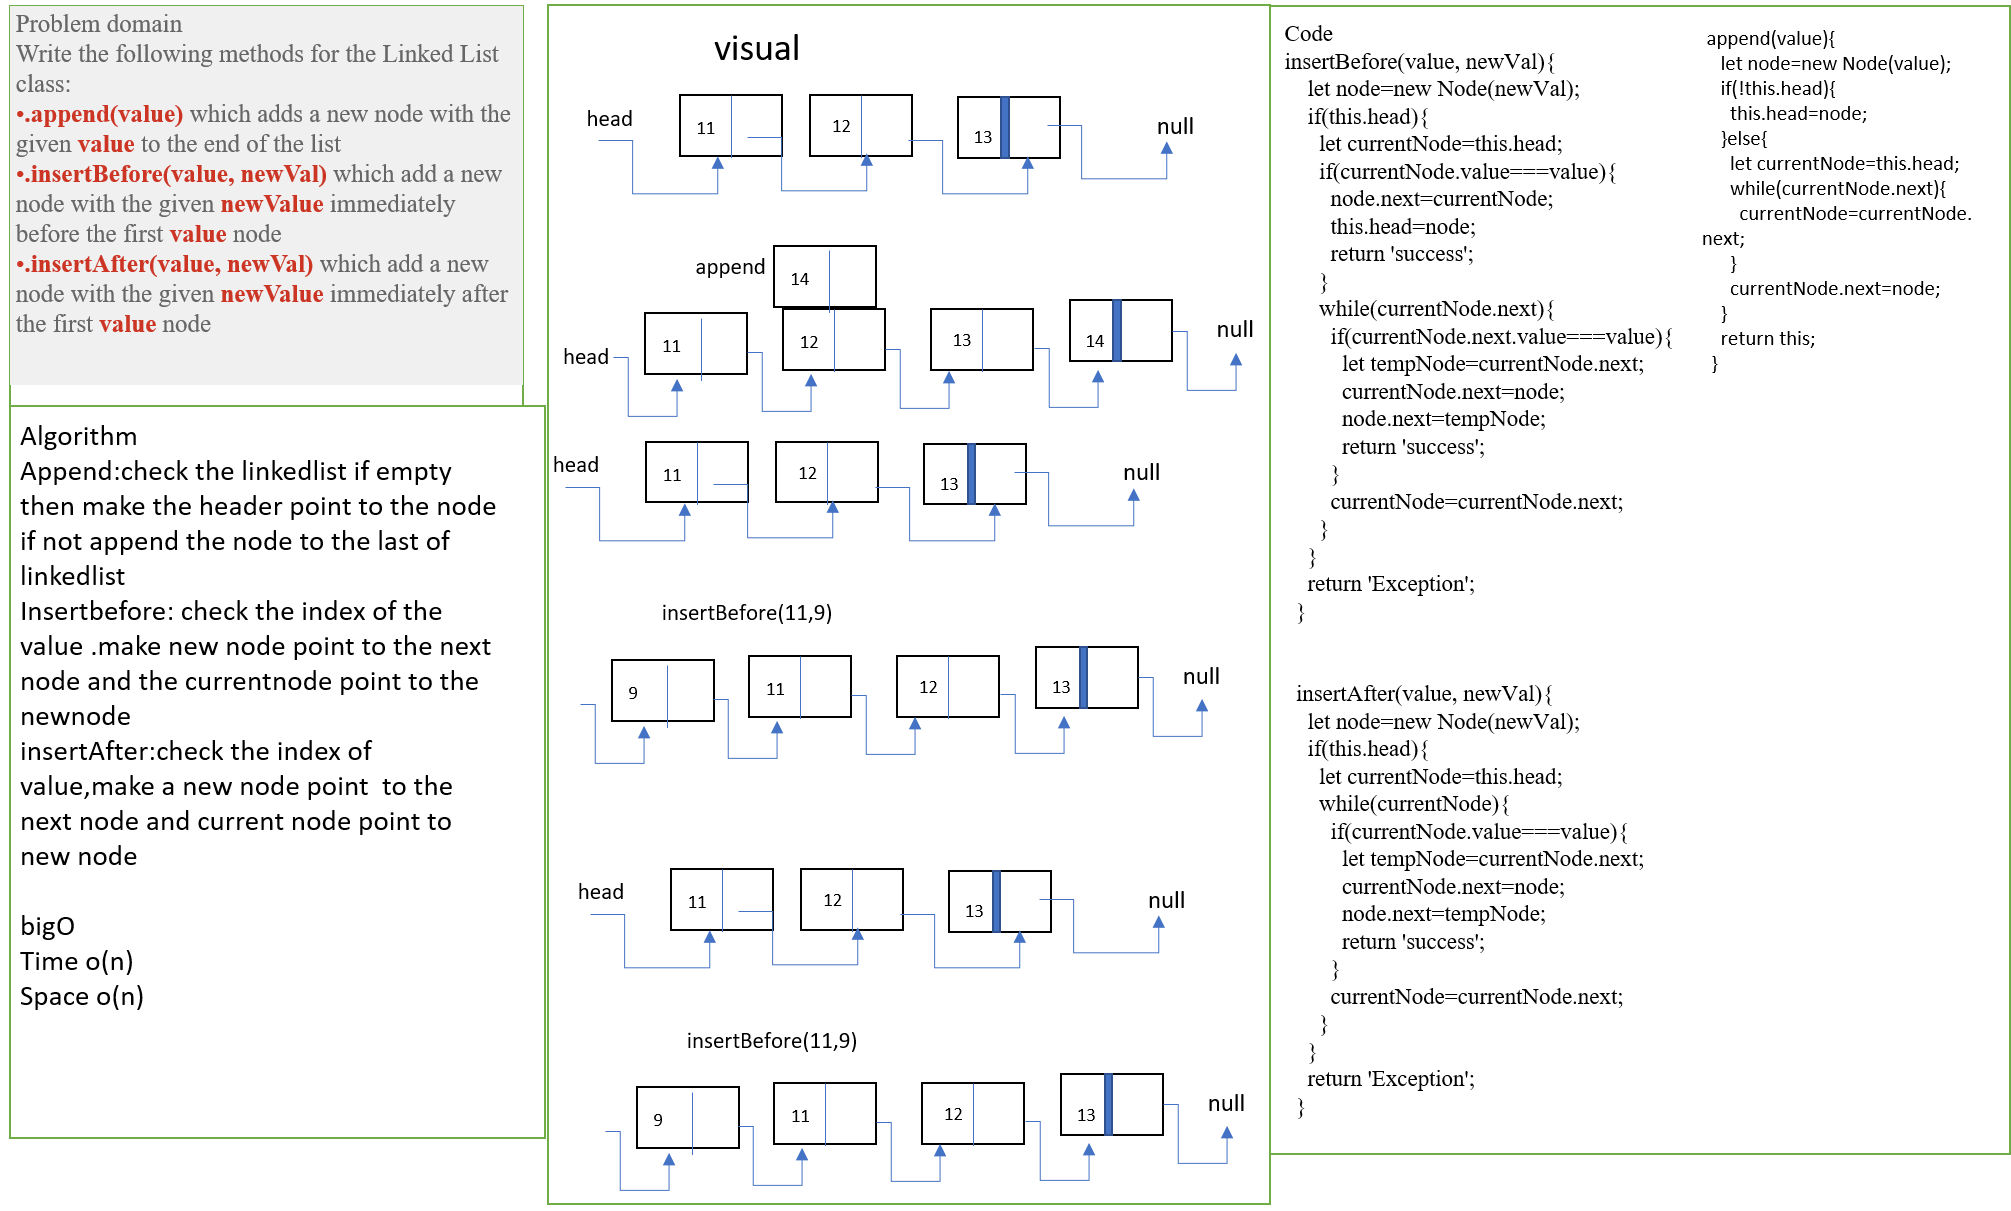 Problem domain
Write the following methods for the Linked List
class:
•.append(value) which adds a new node with the
given value to the end of the list
•.insertBefore(value, newVal) which add a new
node with the given newValue immediately
before the first value node
•.insertAfter(value, newVal) which add a new
node with the given newValue immediately after
the first value node
Algorithm
Append:check the linkedlist if empty
then make the header point to the node
if not append the node to the last of
linkedlist
Insertbefore: check the index of the
value .make new node point to the next
node and the currentnode point to the
newnode
insertAfter:check the index of
value,make a new node point  to the
next node and current node point to
new node
bigO
Time o(n)
Space o(n)
visual
head
11
12
13
null
append
14
head
11
12
13
14
null
head
11
12
13
null
insertBefore(11,9)
9
11
12
13
null
head
11
12
13
null
insertBefore(11,9)
9
11
12
13
null
Code
insertBefore(value, newVal){
let node=new Node(newVal);
if(this.head){
let currentNode=this.head;
if(currentNode.value===value){
node.next=currentNode;
this.head=node;
return 'success';
}
while(currentNode.next){
if(currentNode.next.value===value){
let tempNode=currentNode.next;
currentNode.next=node;
node.next=tempNode;
return 'success';
}
currentNode=currentNode.next;
}
}
return 'Exception';
}
insertAfter(value, newVal){
let node=new Node(newVal);
if(this.head){
let currentNode=this.head;
while(currentNode){
if(currentNode.value===value){
let tempNode=currentNode.next;
currentNode.next=node;
node.next=tempNode;
return 'success';
}
currentNode=currentNode.next;
}
}
return 'Exception';
}
append(value){
let node=new Node(value);
if(!this.head){
this.head=node;
}else{
let currentNode=this.head;
while(currentNode.next){
currentNode=currentNode.
next;
}
currentNode.next=node;
}
return this;
}